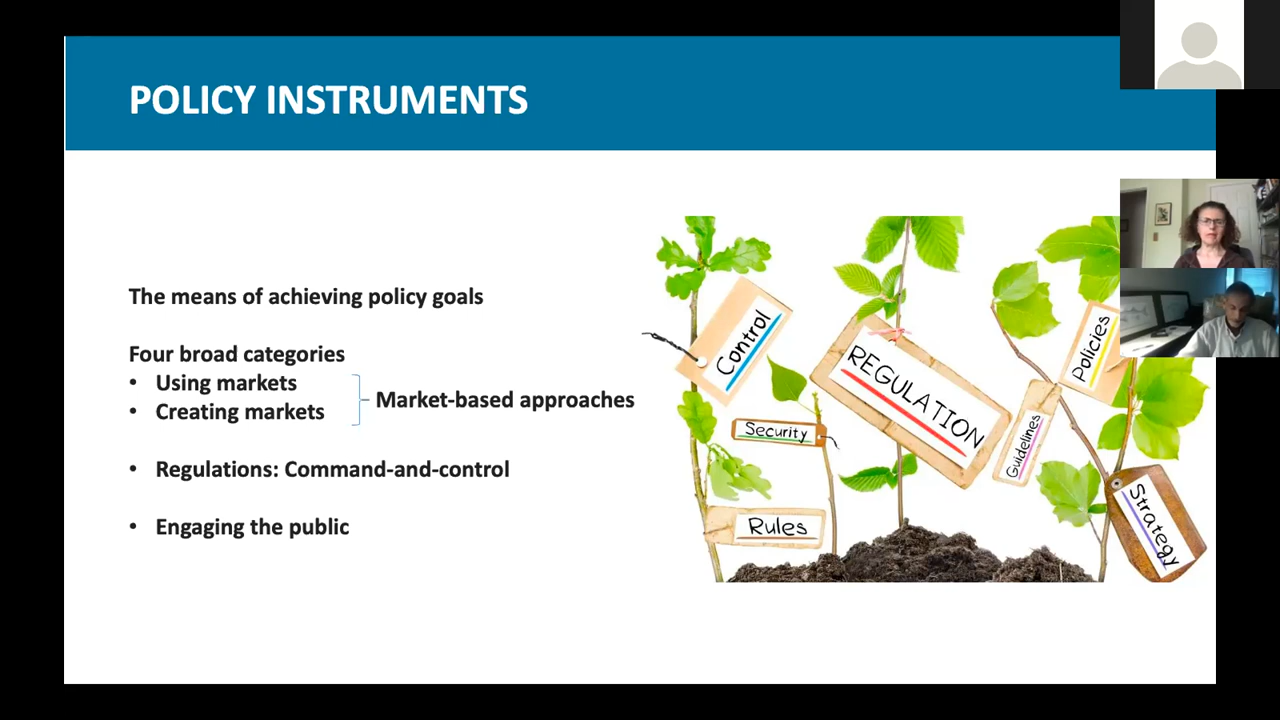 POLICY INSTRUMENTS
The means of achieving policy goals
Four broad categories
• Using markets
• Creating markets
Market-based approaches
• Regulations: Command-and-control
• Engaging the public
Control
REGULATION
Policies
Security
Guidelines
Rules
Strategy